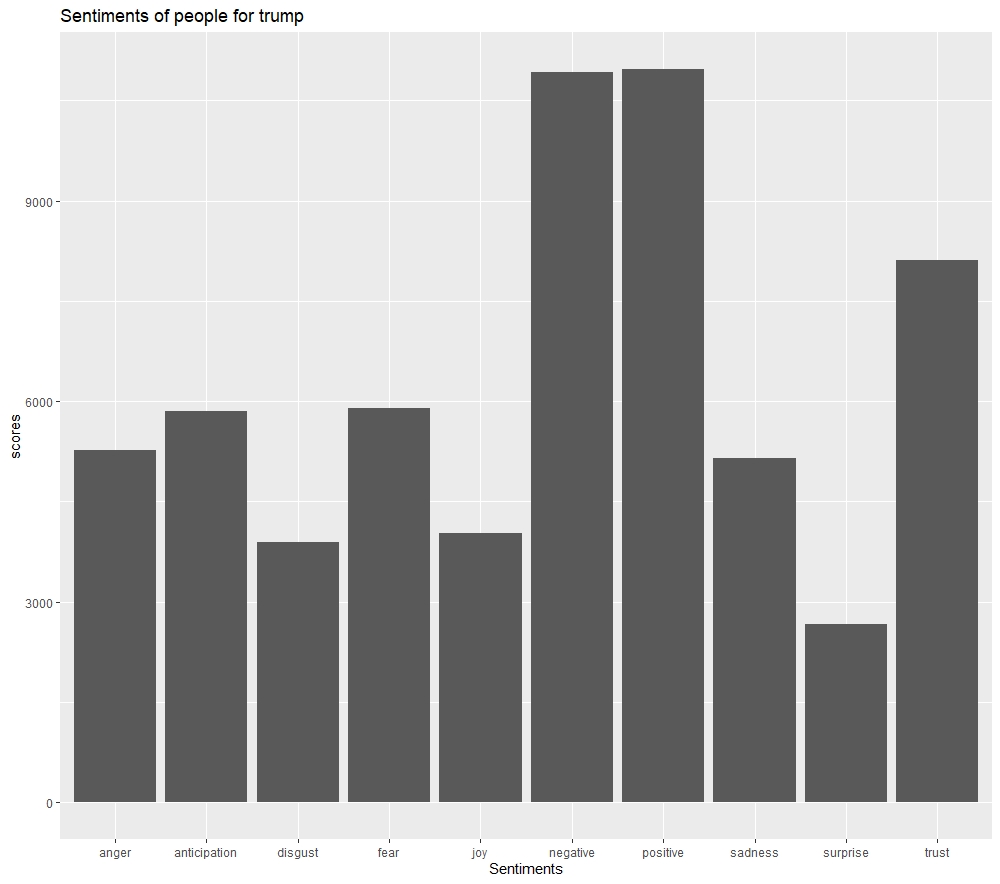 Sentiments of people for trump
scores
9000
6000
3000
0
anger anticipation disgust fear joy negative positive sadness surprise trust
Sentiments